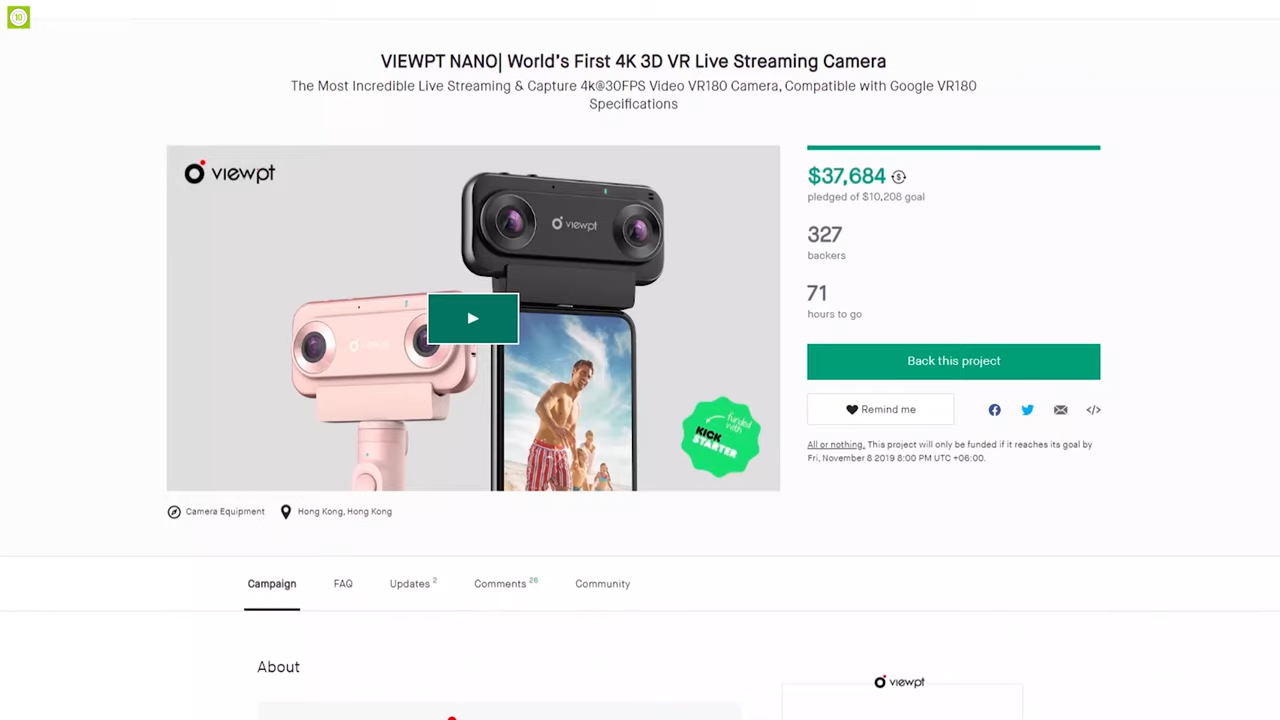 10
VIEWPT NANO| World's First 4K 3D VR Live Streaming Camera
The Most Incredible Live Streaming & Capture 4k@30FPS Video VR180 Camera, Compatible with Google VR180
Specifications
viewpt
viewpt
viewpt
funded
with
KICK
STARTER
$37,684
pledged of $10,208 goal
327
backers
71
hours to go
Back this project
Remind me
All or nothing. This project will only be funded if it reaches its goal by
Fri, November 8 2019 8:00 PM UTC +06:00.
Camera Equipment
Hong Kong, Hong Kong
Campaign
FAQ
Updates 2
Comments 26
Community
About
viewpt